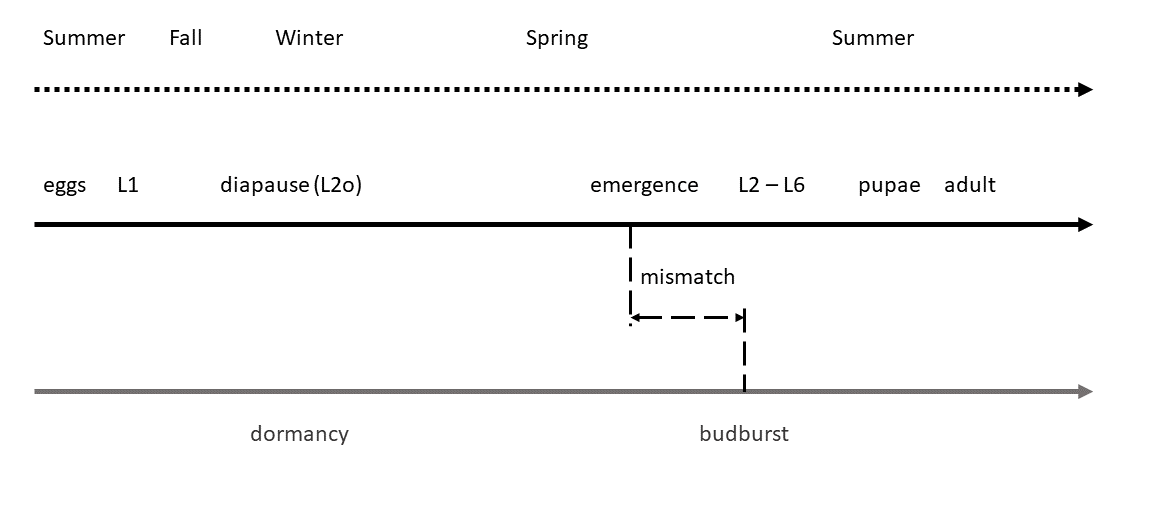 Summer Fall Winter Spring Summer
eggs L1 diapause (L2o) emergence L2 – L6 pupae adult
mismatch
dormancy budburst